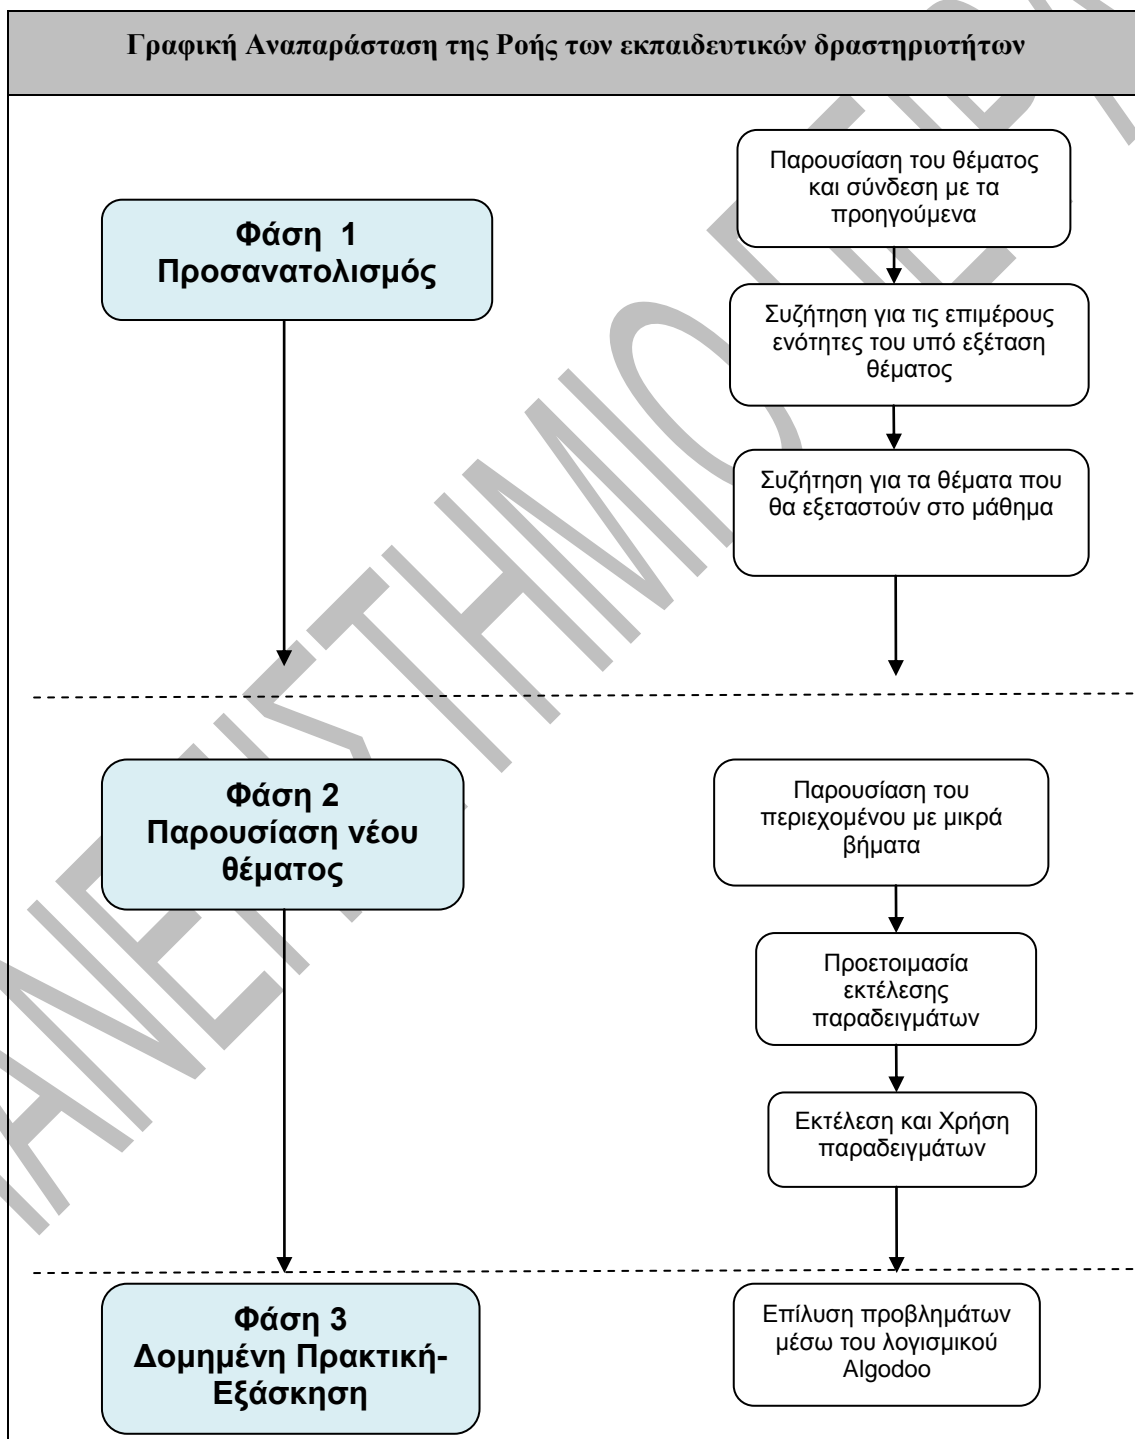 Γραφική Αναπαράσταση της Ροής των εκπαιδευτικών δραστηριοτήτων
Φάση 1
Προσανατολισμός
Παρουσίαση του θέματος
και σύνδεση με τα
προηγούμενα
Συζήτηση για τις επιμέρους
ενότητες του υπό εξέταση
θέματος
Συζήτηση για τα θέματα που
θα εξεταστούν στο μάθημα
Φάση 2
Παρουσίαση νέου
θέματος
Παρουσίαση του
περιεχομένου με μικρά
βήματα
Προετοιμασία
εκτέλεσης
παραδειγμάτων
Εκτέλεση και Χρήση
παραδειγμάτων
Φάση 3
Δομημένη Πρακτική-
Εξάσκηση
Επίλυση προβλημάτων
μέσω του λογισμικού
Algodoo